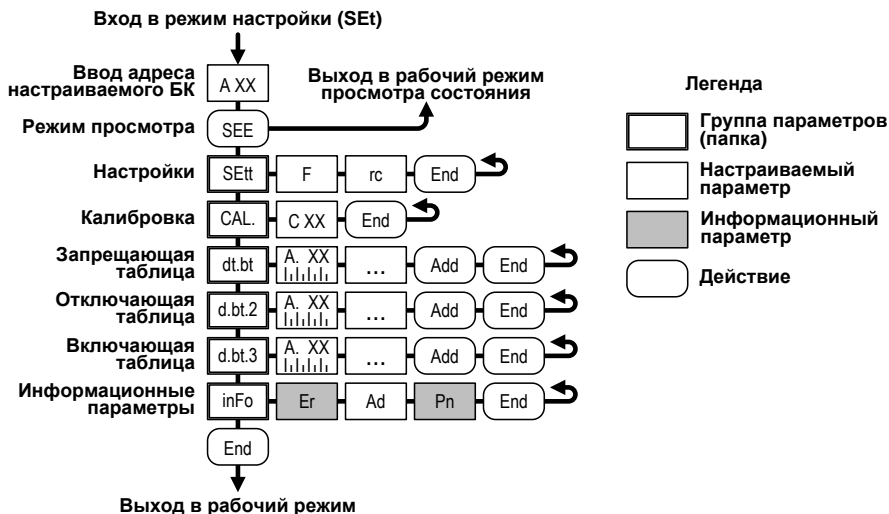 Вход в режим настройки (SEt)
Ввод адреса
настраиваемого БК
A XX
Выход в рабочий режим
просмотра состояния
Режим просмотра
SEE
Настройки
SEtt
F
rc
End
Калибровка
CAL.
C XX
End
Запрещающая
таблица
dt.bt
A. XX
...
Add
End
Отключающая
таблица
d.bt.2
A. XX
...
Add
End
Включающая
таблица
d.bt.3
A. XX
...
Add
End
Информационные
параметры
inFo
Er
Ad
Pn
End
End
Выход в рабочий режим
Легенда
Группа параметров
(папка)
Настраиваемый
параметр
Информационный
параметр
Действие